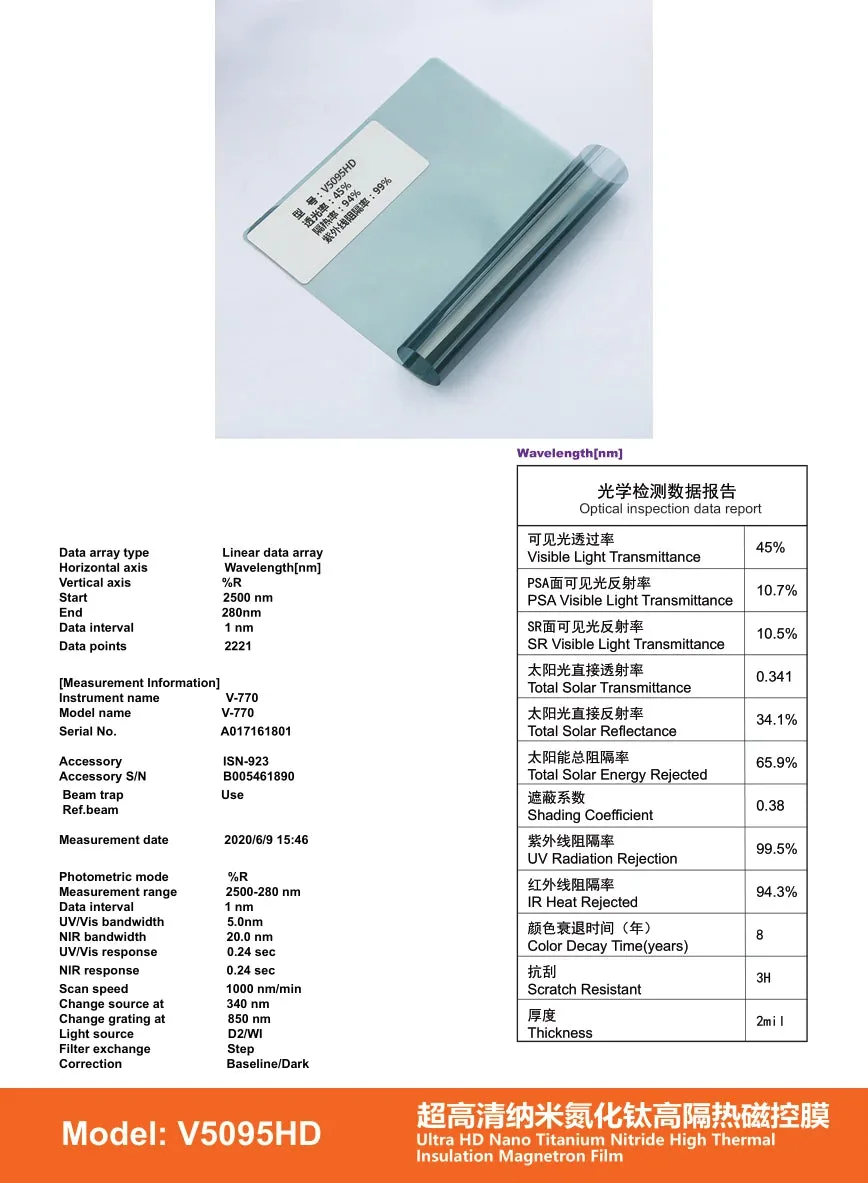 型 号：V5095HD
透光率：45%
隔热率：94%
紫外线阻隔率：99%
Wavelength[nm]
光学检测数据报告
Optical inspection data report
可见光透过率
Visible Light Transmittance 45%
PSA面可见光反射率
PSA Visible Light Transmittance 10.7%
SR面可见光反射率
SR Visible Light Transmittance 10.5%
太阳光直接透射率
Total Solar Transmittance 0.341
太阳光直接反射率
Total Solar Reflectance 34.1%
太阳能总阻隔率
Total Solar Energy Rejected 65.9%
遮蔽系数
Shading Coefficient 0.38
紫外线阻隔率
UV Radiation Rejection 99.5%
红外线阻隔率
IR Heat Rejected 94.3%
颜色衰退时间（年）
Color Decay Time(years) 8
抗刮
Scratch Resistant 3H
厚度
Thickness 2mil
Data array type Linear data array
Horizontal axis Wavelength[nm]
Vertical axis %R
Start 2500 nm
End 280nm
Data interval 1 nm
Data points 2221
[Measurement Information]
Instrument name V-770
Model name V-770
Serial No. A017161801
Accessory ISN-923
Accessory S/N B005461890
Beam trap Use
Ref.beam
Measurement date 2020/6/9 15:46
Photometric mode %R
Measurement range 2500-280 nm
Data interval 1 nm
UV/Vis bandwidth 5.0nm
NIR bandwidth 20.0 nm
UV/Vis response 0.24 sec
NIR response 0.24 sec
Scan speed 1000 nm/min
Change source at 340 nm
Change grating at 850 nm
Light source D2/WI
Filter exchange Step
Correction Baseline/Dark
Model: V5095HD
超高清纳米氮化钛高隔热磁控膜
Ultra HD Nano Titanium Nitride High Thermal
Insulation Magnetron Film